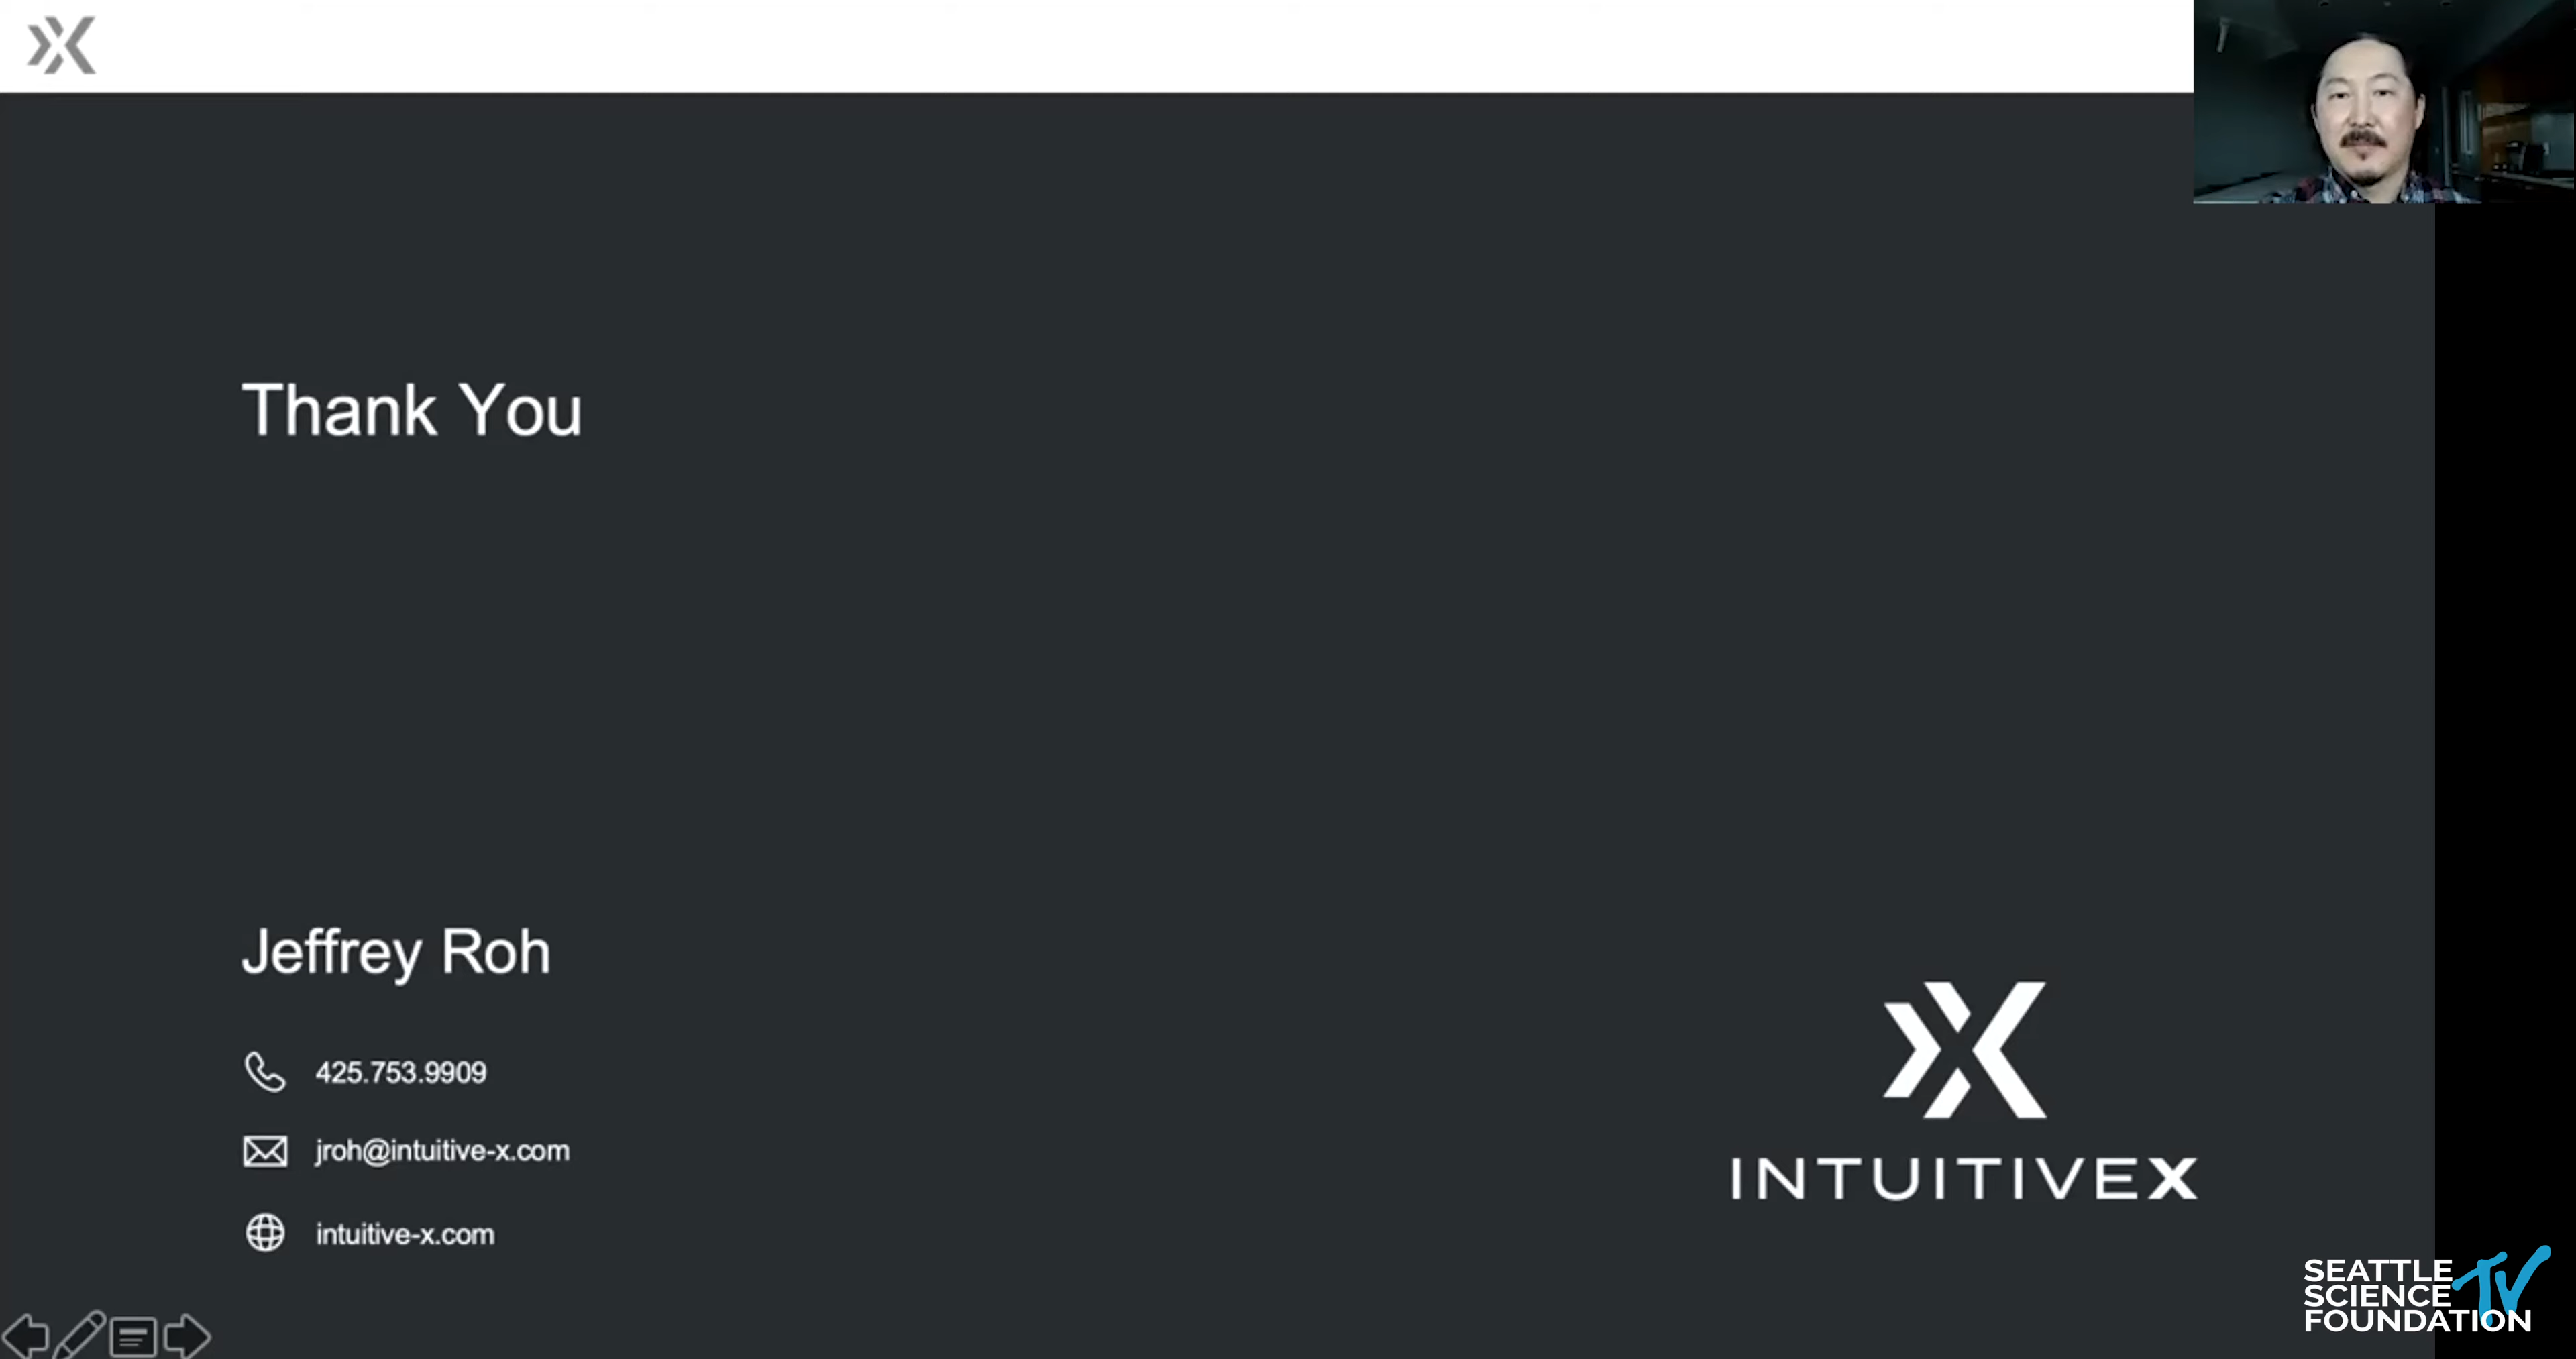 Thank You
Jeffrey Roh
425.753.9909
jroh@intuitive-x.com
intuitive-x.com
INTUITIVEX
SEATTLE
SCIENCE
FOUNDATION
TV